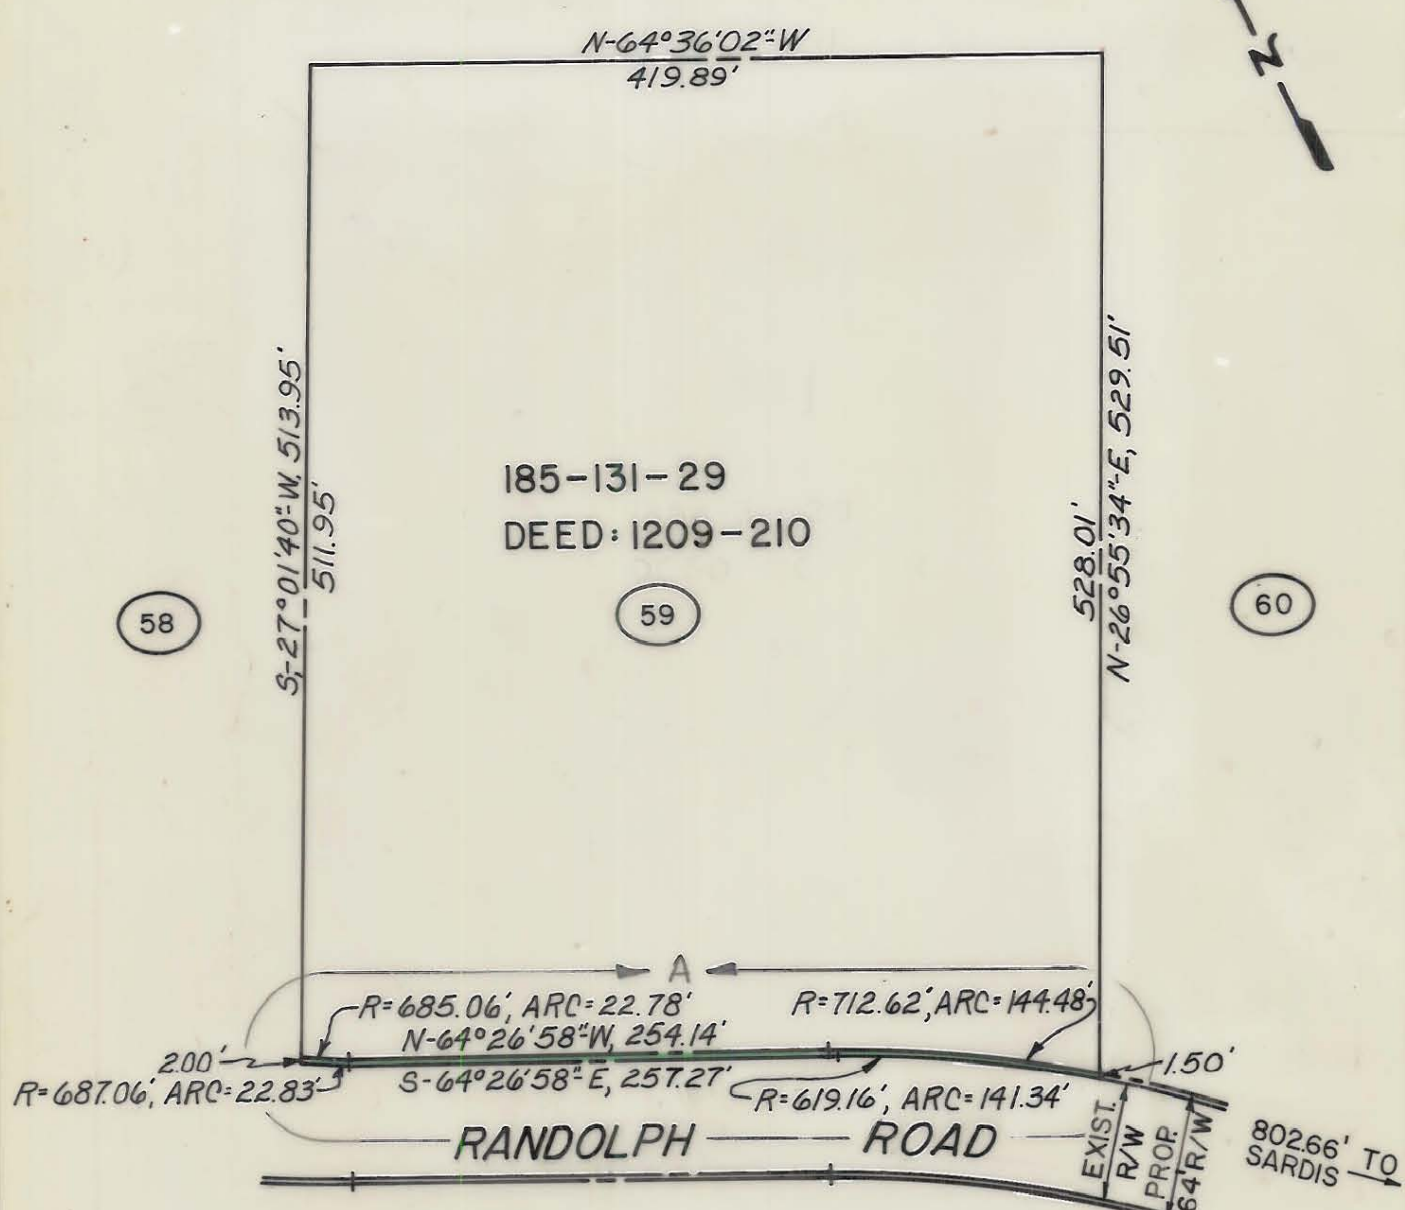 N-64°36'02"-W
419.89'
N
S-27°01'40"-W, 513.95'
511.95'
528.01'
N-26°55'34"-E, 529.51'
185-131-29
DEED: 1209-210
58
59
60
A
R=685.06', ARC=22.78'
R=712.62', ARC=144.48'
N-64°26'58"-W, 254.14'
2.00'
1.50'
R=687.06', ARC=22.83'
S-64°26'58"-E, 257.27'
R=619.16', ARC=141.34'
RANDOLPH ROAD
EXIST.
R/W
PROP.
64' R/W
802.66' TO
SARDIS